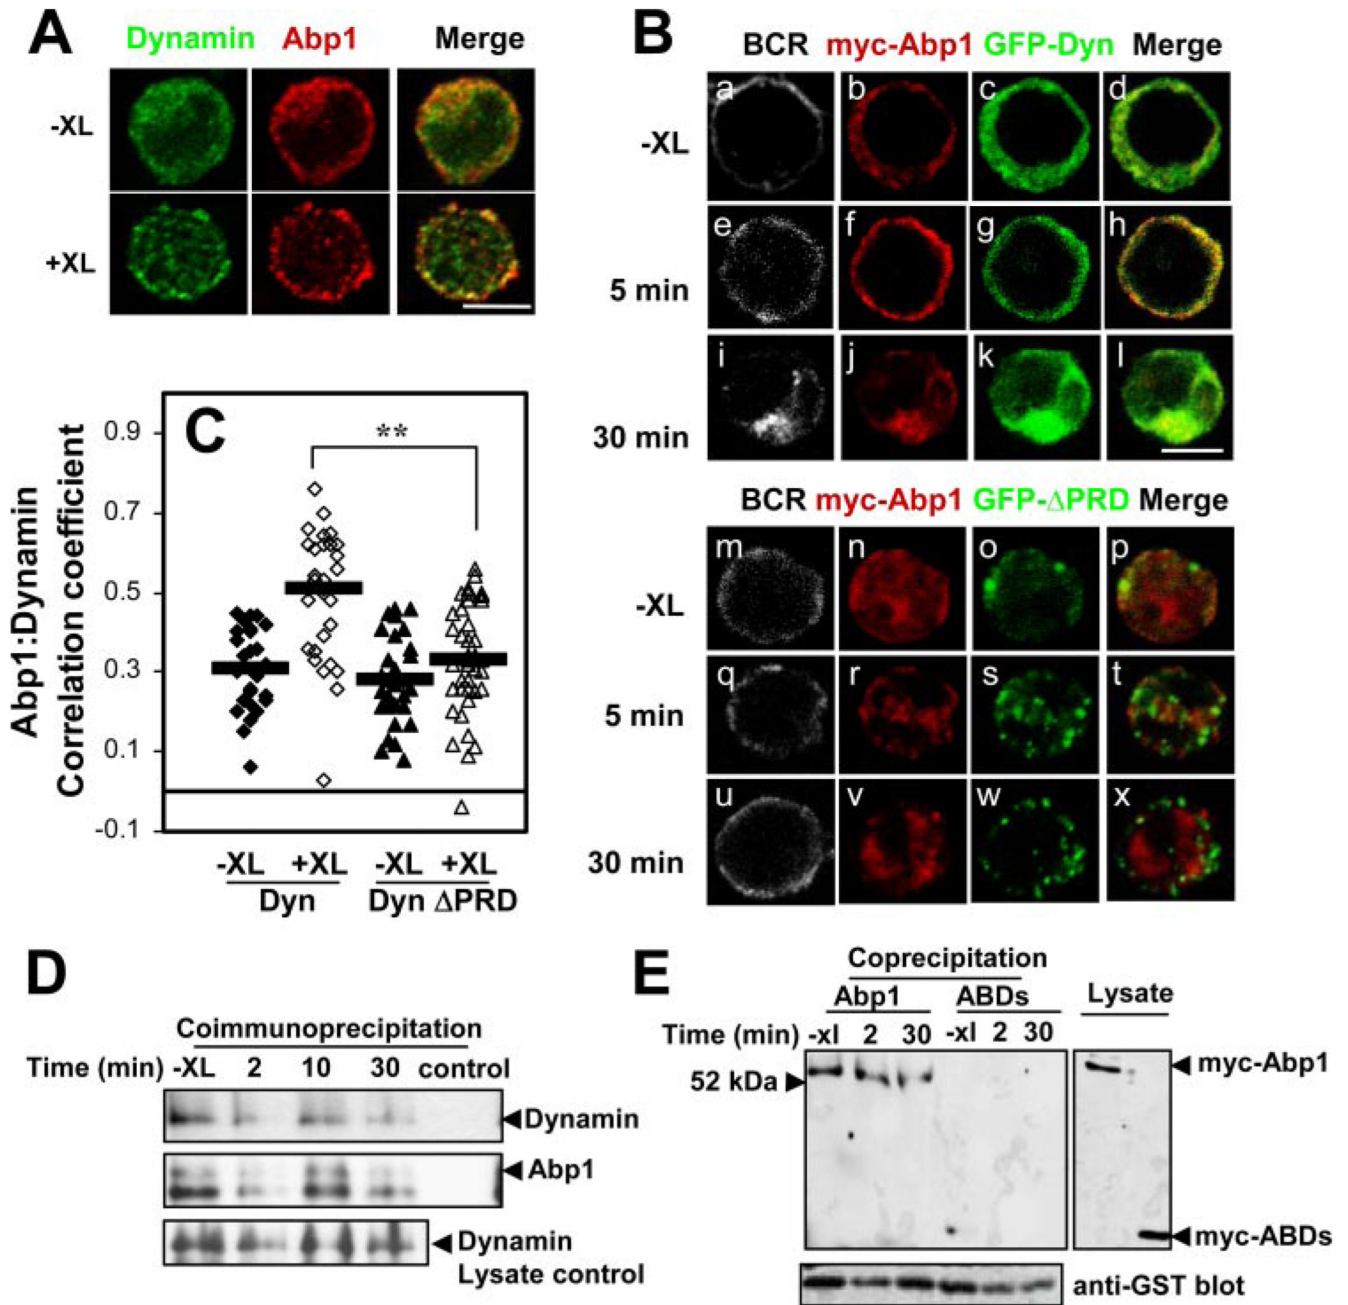 A
Dynamin Abp1 Merge
-XL
+XL
B
BCR myc-Abp1 GFP-Dyn Merge
-XL
a b c d
5 min
e f g h
30 min
i j k l
BCR myc-Abp1 GFP-ΔPRD Merge
-XL
m n o p
5 min
q r s t
30 min
u v w x
C
Abp1:Dynamin
Correlation coefficient
0.9
0.7
0.5
0.3
0.1
-0.1
**
-XL +XL -XL +XL
Dyn Dyn ΔPRD
D
Coimmunoprecipitation
Time (min) -XL 2 10 30 control
Dynamin
Abp1
Dynamin
Lysate control
E
Coprecipitation
Abp1 ABDs Lysate
Time (min) -xl 2 30 -xl 2 30
52 kDa
myc-Abp1
myc-ABDs
anti-GST blot